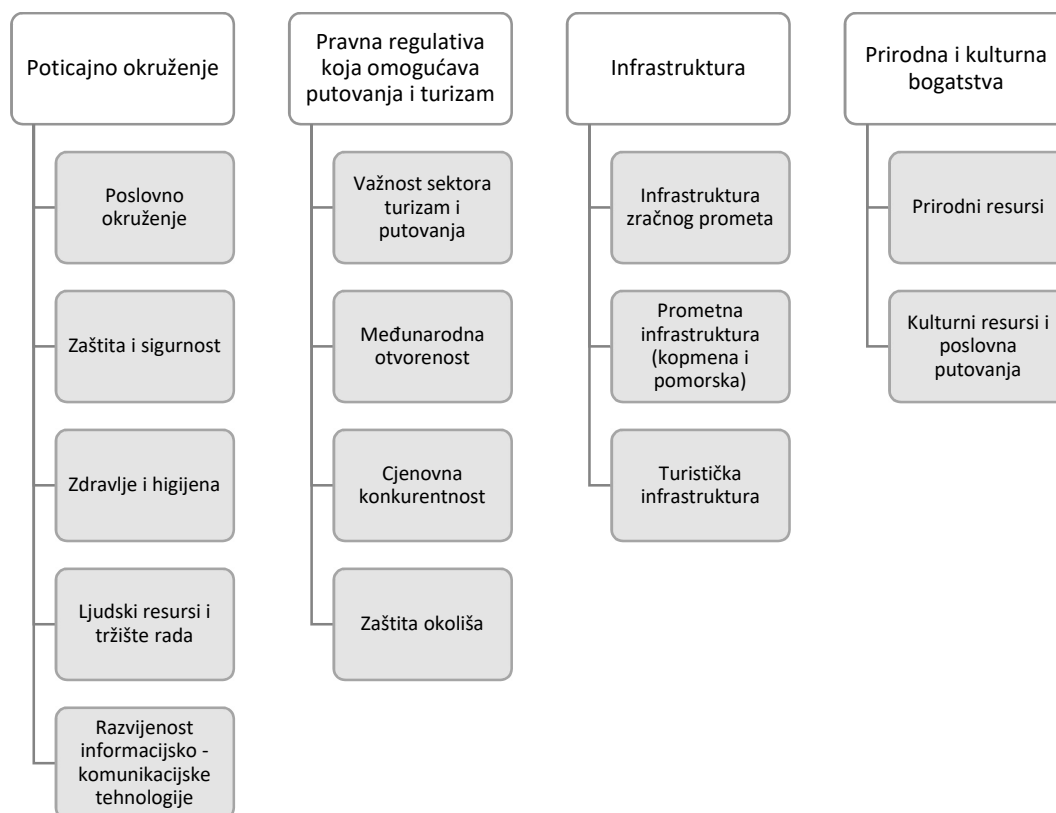 Poticajno okruženje
Poslovno
okruženje
Zaštita i sigurnost
Zdravlje i higijena
Ljudski resursi i
tržište rada
Razvijenost
informacijsko -
komunikacijske
tehnologije
Pravna regulativa
koja omogućava
putovanja i turizam
Važnost sektora
turizam i
putovanja
Međunarodna
otvorenost
Cjenovna
konkurentnost
Zaštita okoliša
Infrastruktura
Infrastruktura
zračnog prometa
Prometna
infrastruktura
(kopmena i
pomorska)
Turistička
infrastruktura
Prirodna i kulturna
bogatstva
Prirodni resursi
Kulturni resursi i
poslovna
putovanja